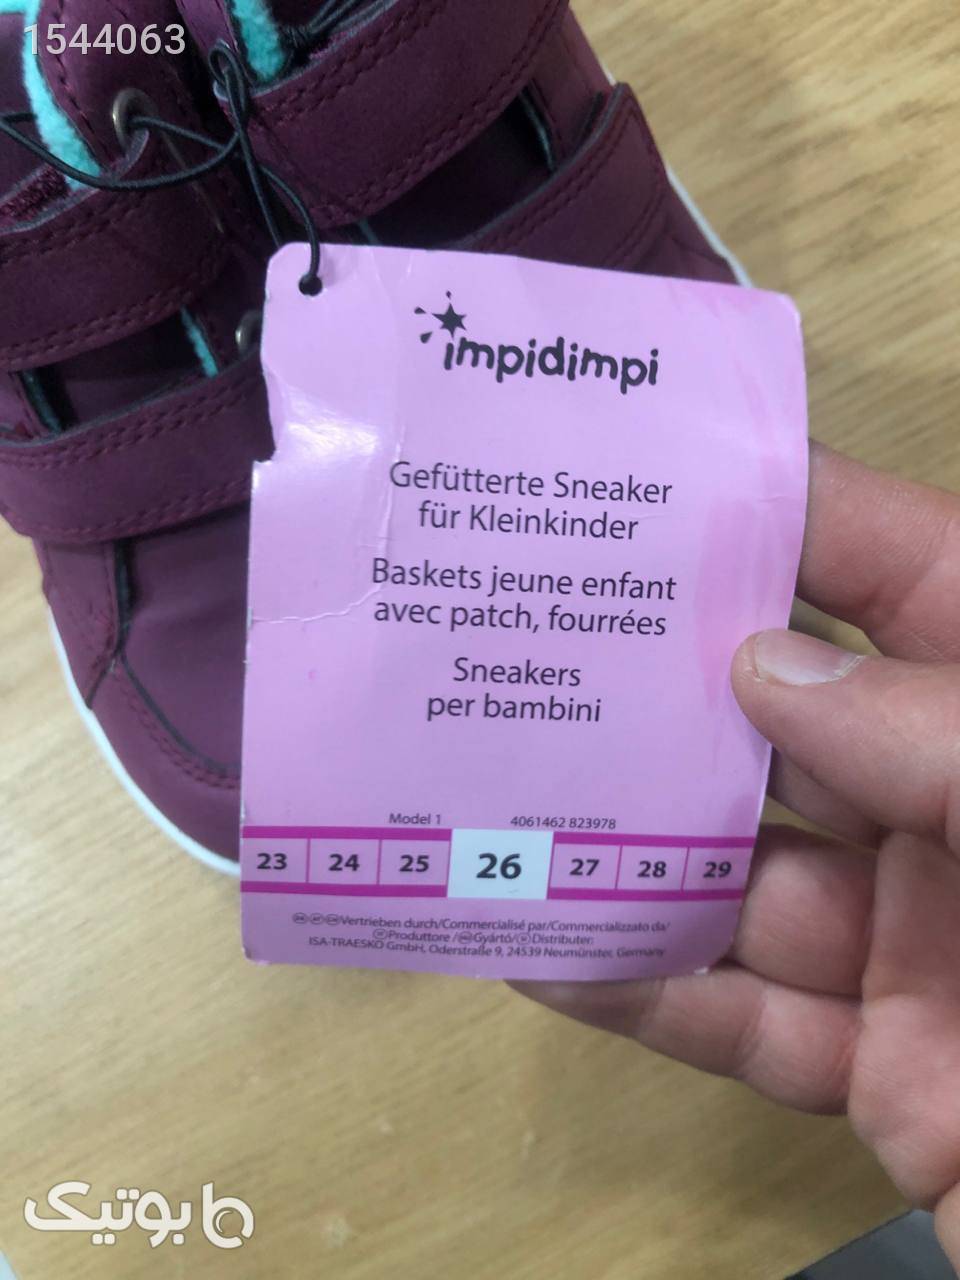 1544063
impidimpi
Gefütterte Sneaker
für Kleinkinder
Baskets jeune enfant
avec patch, fourrées
Sneakers
per bambini
Model 1 4061462 823978
23 24 25 26 27 28 29
Vertrieben durch/Commercialisé par/Commercializzato da/
Produttore / Gyártó/ Distributer:
ISA-TRAESKO GmbH, Oderstraße 9, 24539 Neumünster, Germany
بوتیک